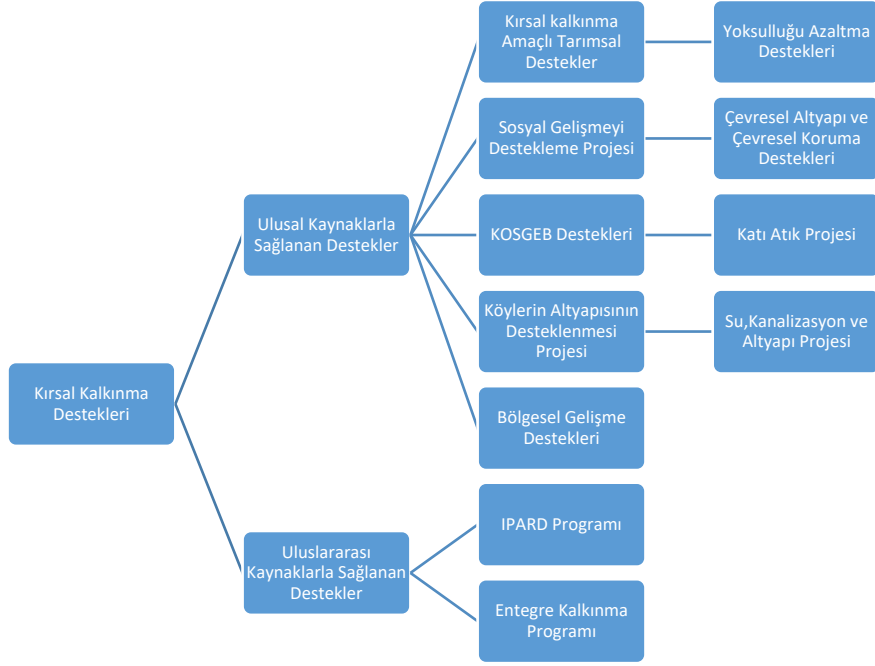 Kırsal Kalkınma
Destekleri
Ulusal Kaynaklarla
Sağlanan Destekler
Kırsal kalkınma
Amaçlı Tarımsal
Destekler
Yoksulluğu Azaltma
Destekleri
Sosyal Gelişmeyi
Destekleme Projesi
Çevresel Altyapı ve
Çevresel Koruma
Destekleri
KOSGEB Destekleri
Katı Atık Projesi
Köylerin Altyapısının
Desteklenmesi
Projesi
Su,Kanalizasyon ve
Altyapı Projesi
Bölgesel Gelişme
Destekleri
Uluslararası
Kaynaklarla Sağlanan
Destekler
IPARD Programı
Entegre Kalkınma
Programı